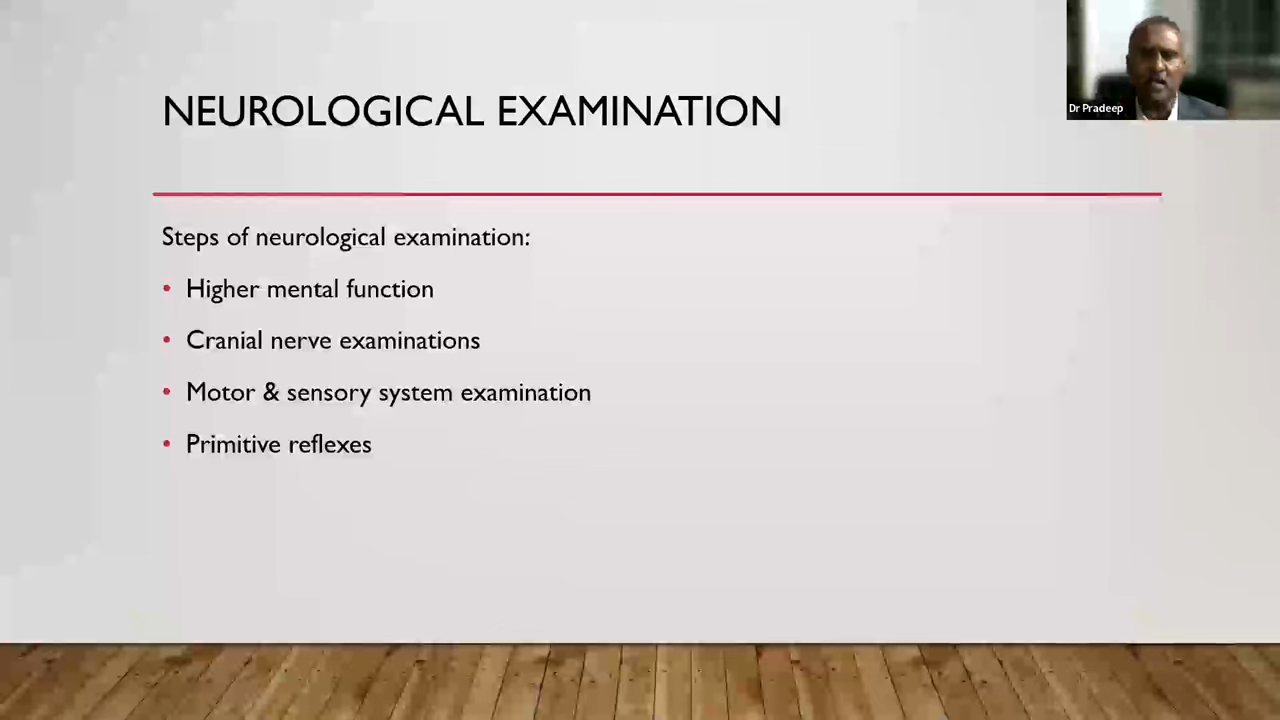 NEUROLOGICAL EXAMINATION
Dr Pradeep
Steps of neurological examination:
• Higher mental function
• Cranial nerve examinations
• Motor & sensory system examination
• Primitive reflexes